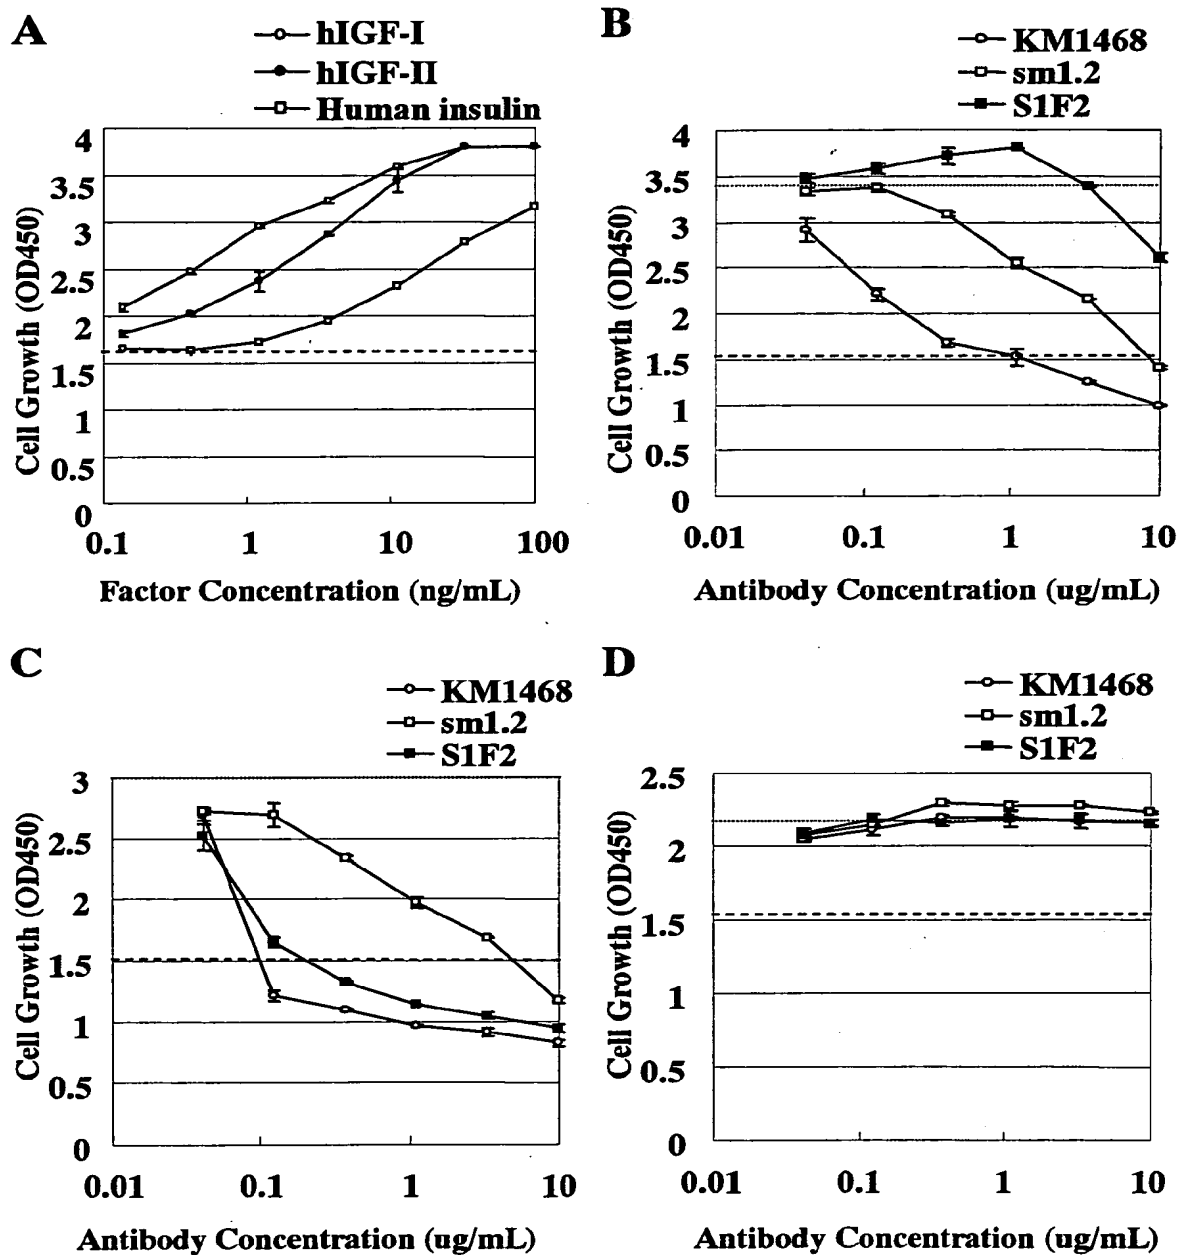 A
hIGF-I
hIGF-II
Human insulin
4
3.5
3
2.5
2
1.5
1
0.5
0
Cell Growth (OD450)
0.1 1 10 100
Factor Concentration (ng/mL)
B
KM1468
sm1.2
S1F2
4
3.5
3
2.5
2
1.5
1
0.5
0
Cell Growth (OD450)
0.01 0.1 1 10
Antibody Concentration (ug/mL)
C
KM1468
sm1.2
S1F2
3
2.5
2
1.5
1
0.5
0
Cell Growth (OD450)
0.01 0.1 1 10
Antibody Concentration (ug/mL)
D
KM1468
sm1.2
S1F2
2.5
2
1.5
1
0.5
0
Cell Growth (OD450)
0.01 0.1 1 10
Antibody Concentration (ug/mL)